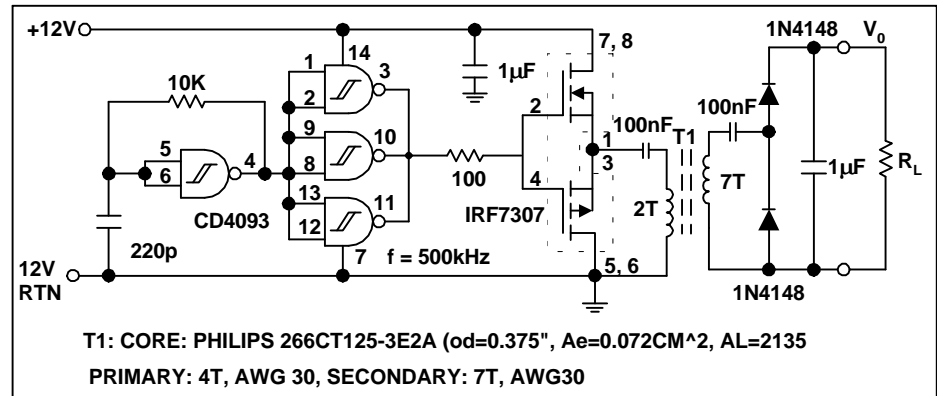 +12V
1N4148
V0
14
7, 8
10K
1
3
1µF
2
2
100nF
T1
100nF
9
10
1
5
4
3
7T
1µF
RL
6
8
100
4
2T
13
11
CD4093
IRF7307
12
220p
7
f = 500kHz
12V
RTN
5, 6
1N4148
T1: CORE: PHILIPS 266CT125-3E2A (od=0.375", Ae=0.072CM^2, AL=2135
PRIMARY: 4T, AWG 30, SECONDARY: 7T, AWG30